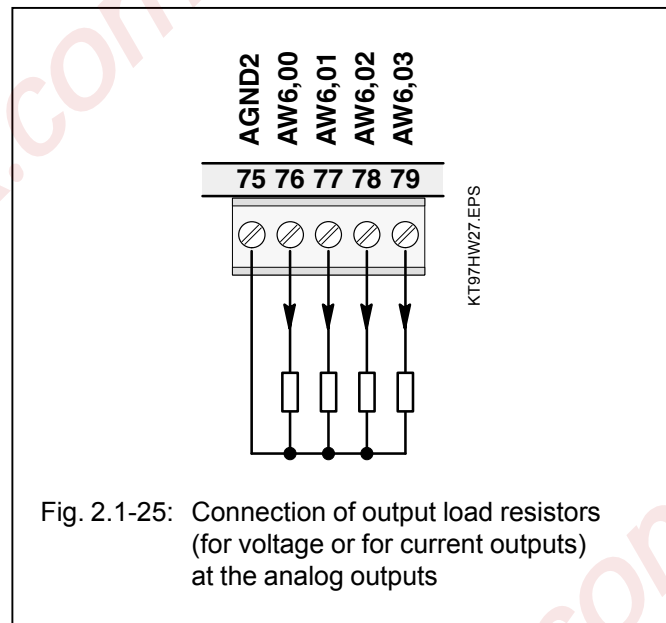 AGND2 AW6,00 AW6,01 AW6,02 AW6,03
75 76 77 78 79
KT97HW27.EPS
Fig. 2.1-25: Connection of output load resistors
(for voltage or for current outputs)
at the analog outputs
.com